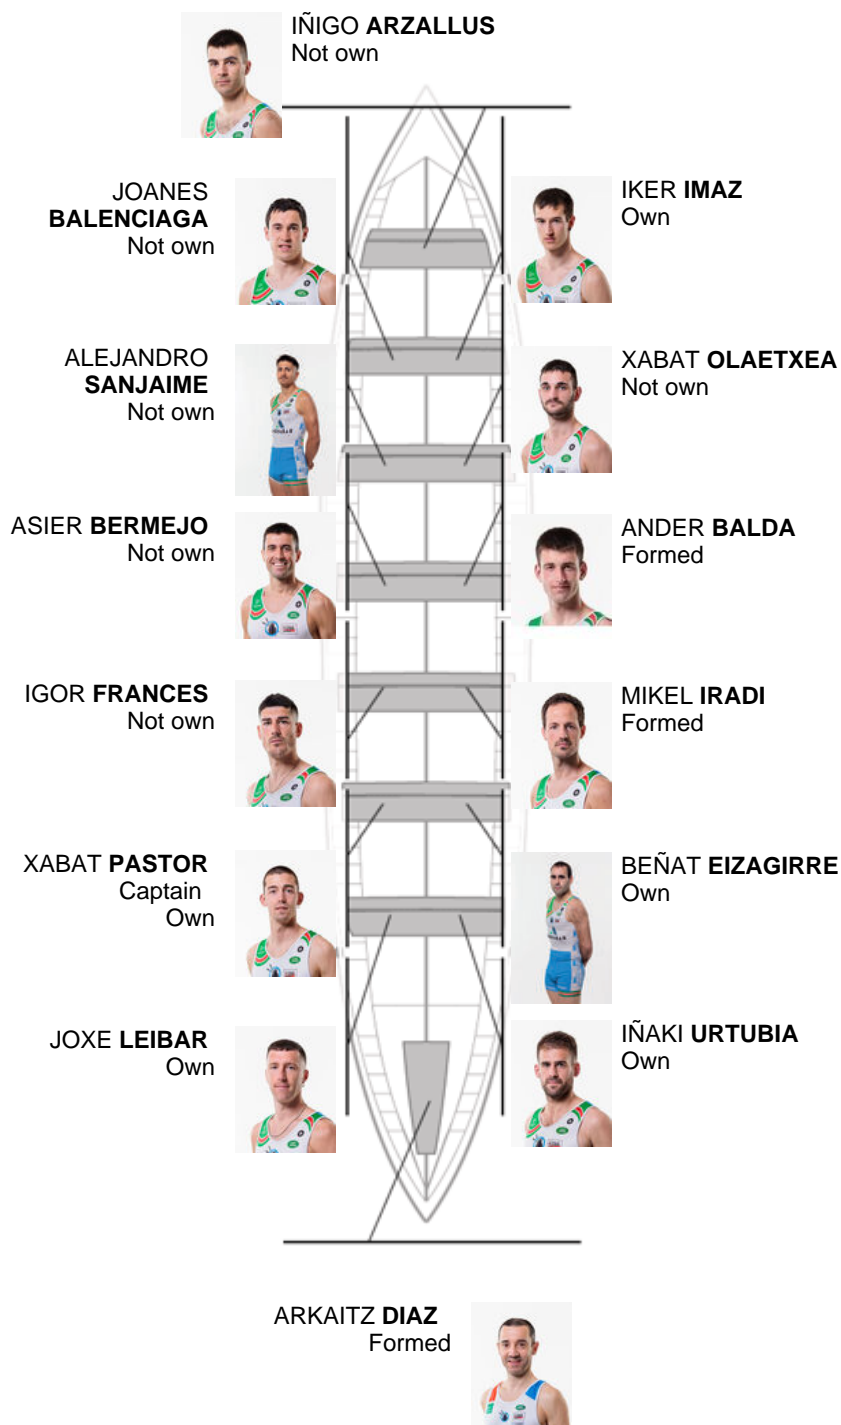 IÑIGO ARZALLUS
Not own
JOANES
BALENCIAGA
Not own
IKER IMAZ
Own
ALEJANDRO
SANJAIME
Not own
XABAT OLAETXEA
Not own
ASIER BERMEJO
Not own
ANDER BALDA
Formed
IGOR FRANCES
Not own
MIKEL IRADI
Formed
XABAT PASTOR
Captain
Own
BEÑAT EIZAGIRRE
Own
JOXE LEIBAR
Own
IÑAKI URTUBIA
Own
ARKAITZ DIAZ
Formed